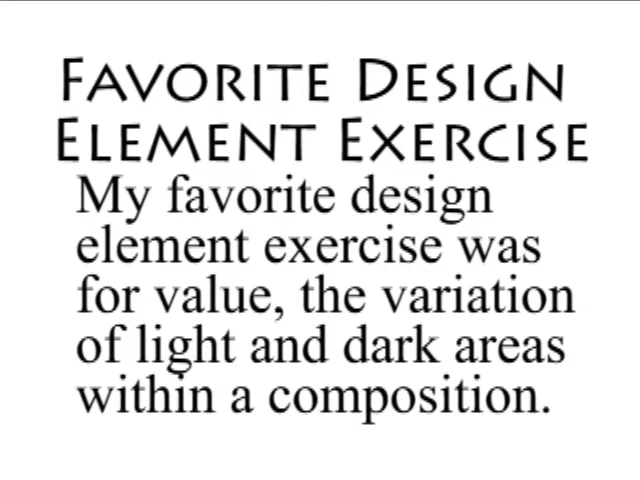 FAVORITE DESIGN
ELEMENT EXERCISE
My favorite design
element exercise was
for value, the variation
of light and dark areas
within a composition.